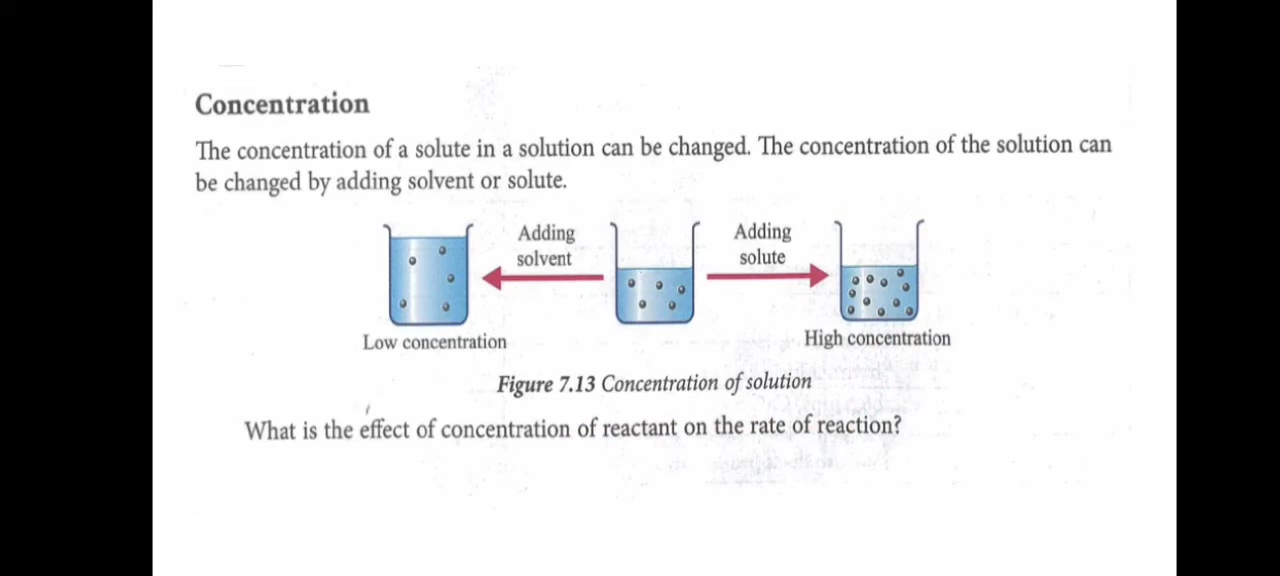 Concentration
The concentration of a solute in a solution can be changed. The concentration of the solution can
be changed by adding solvent or solute.
Adding
solvent
Adding
solute
Low concentration
High concentration
Figure 7.13 Concentration of solution
What is the effect of concentration of reactant on the rate of reaction?